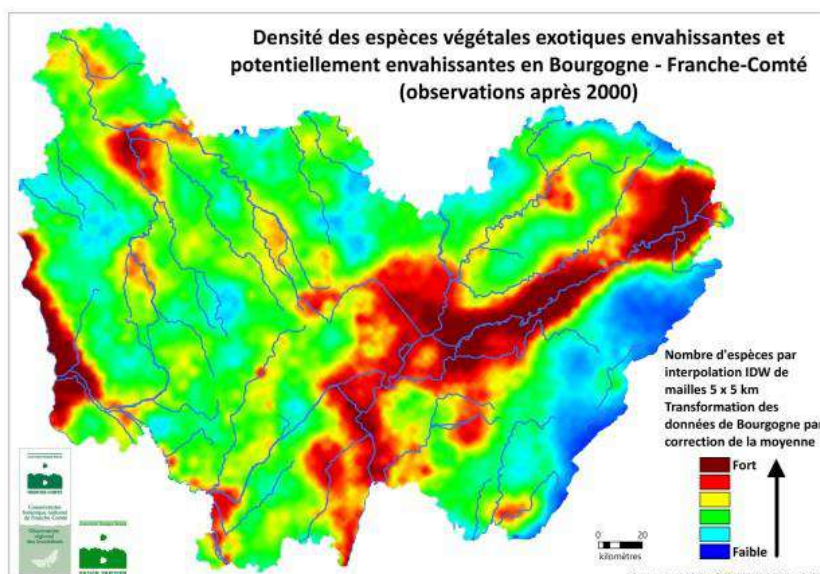 Densité des espèces végétales exotiques envahissantes et
potentiellement envahissantes en Bourgogne - Franche-Comté
(observations après 2000)
Nombre d'espèces par
interpolation IDW de
mailles 5 x 5 km
Transformation des
données de Bourgogne par
correction de la moyenne
Fort
Faible
0 20
kilomètres